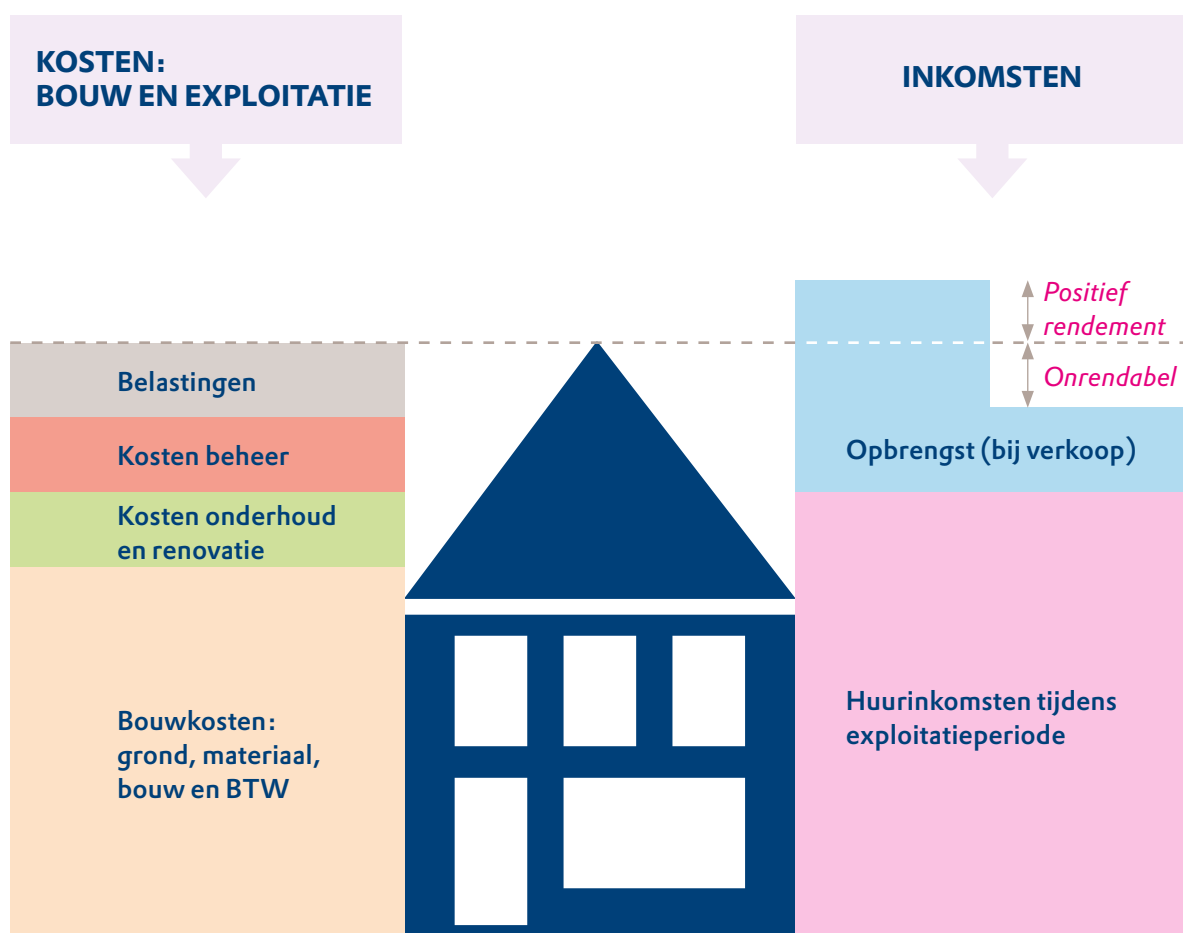 KOSTEN:
BOUW EN EXPLOITATIE
INKOMSTEN
Positief
rendement
Onrendabel
Belastingen
Kosten beheer
Kosten onderhoud
en renovatie
Bouwkosten:
grond, materiaal,
bouw en BTW
Opbrengst (bij verkoop)
Huurinkomsten tijdens
exploitatieperiode